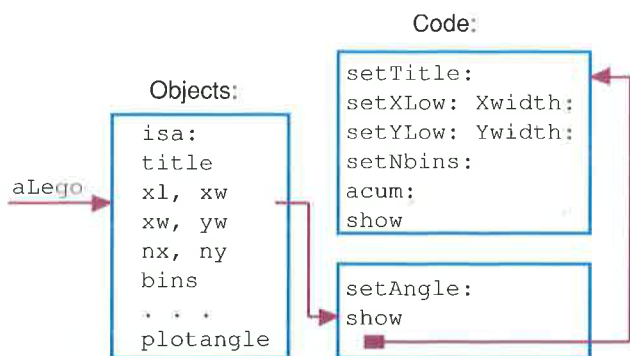 Code:
setTitle:
setXLow: Xwidth:
setYLow: Ywidth:
setNbins:
acum:
show
Objects:
isa:
title
xl, xw
xw, yw
nx, ny
bins
. . .
plotangle
aLego
setAngle:
show